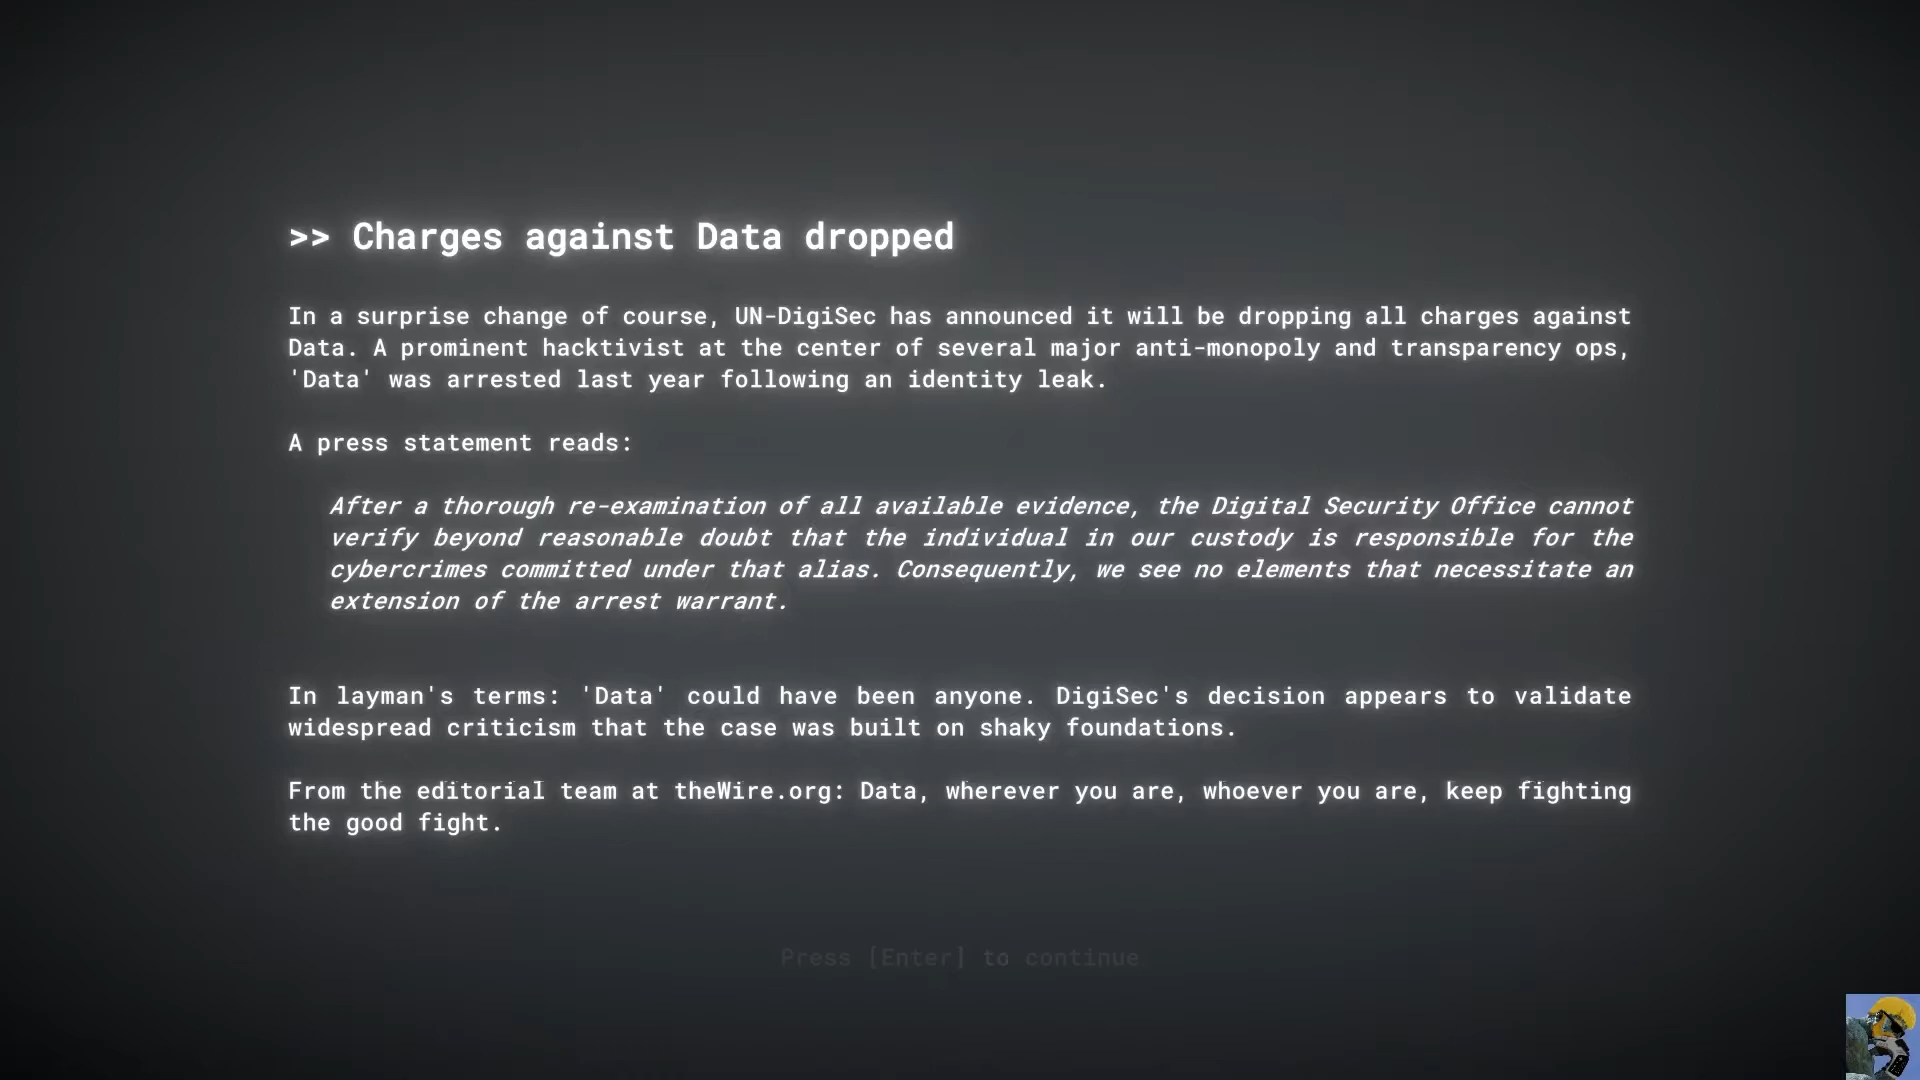 >> Charges against Data dropped
In a surprise change of course, UN-DigiSec has announced it will be dropping all charges against
Data. A prominent hacktivist at the center of several major anti-monopoly and transparency ops,
'Data' was arrested last year following an identity leak.
A press statement reads:
After a thorough re-examination of all available evidence, the Digital Security Office cannot
verify beyond reasonable doubt that the individual in our custody is responsible for the
cybercrimes committed under that alias. Consequently, we see no elements that necessitate an
extension of the arrest warrant.
In layman's terms: 'Data' could have been anyone. DigiSec's decision appears to validate
widespread criticism that the case was built on shaky foundations.
From the editorial team at theWire.org: Data, wherever you are, whoever you are, keep fighting
the good fight.
Press [Enter] to continue